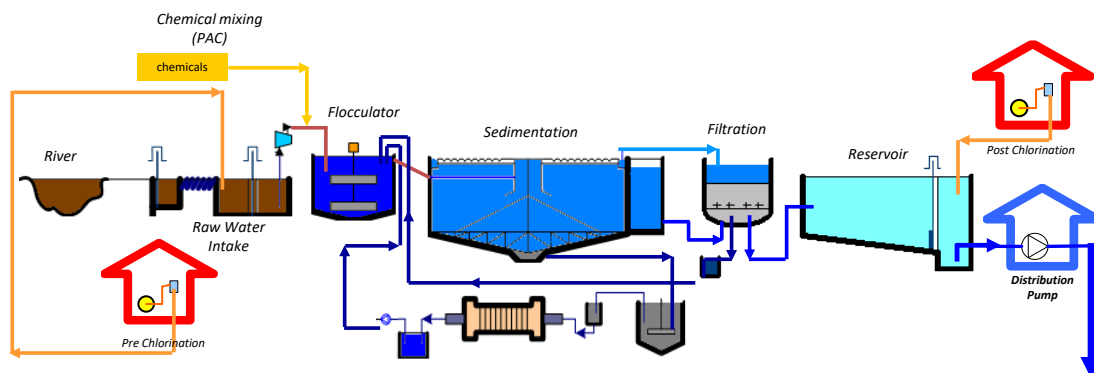 Chemical mixing
(PAC)
chemicals
Flocculator
Sedimentation
Filtration
River
Reservoir
Post Chlorination
Raw Water
Intake
Distribution
Pump
Pre Chlorination